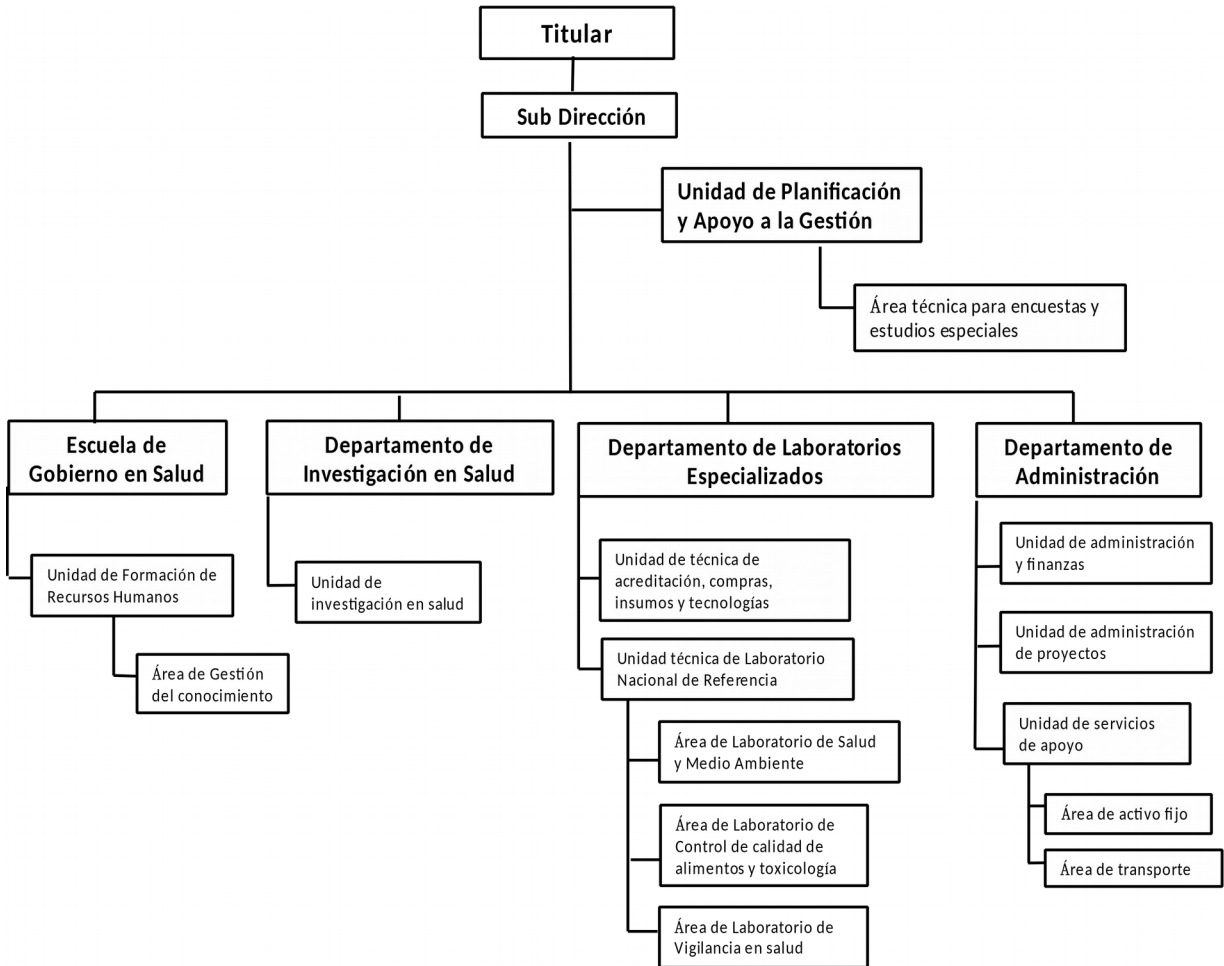 Titular
Sub Dirección
Unidad de Planificación
y Apoyo a la Gestión
Área técnica para encuestas y
estudios especiales
Escuela de
Gobierno en Salud
Unidad de Formación de
Recursos Humanos
Área de Gestión
del conocimiento
Departamento de
Investigación en Salud
Unidad de
investigación en salud
Departamento de Laboratorios
Especializados
Unidad de técnica de
acreditación, compras,
insumos y tecnologías
Unidad técnica de Laboratorio
Nacional de Referencia
Área de Laboratorio de Salud
y Medio Ambiente
Área de Laboratorio de
Control de calidad de
alimentos y toxicología
Área de Laboratorio de
Vigilancia en salud
Departamento de
Administración
Unidad de administración
y finanzas
Unidad de administración
de proyectos
Unidad de servicios
de apoyo
Área de activo fijo
Área de transporte